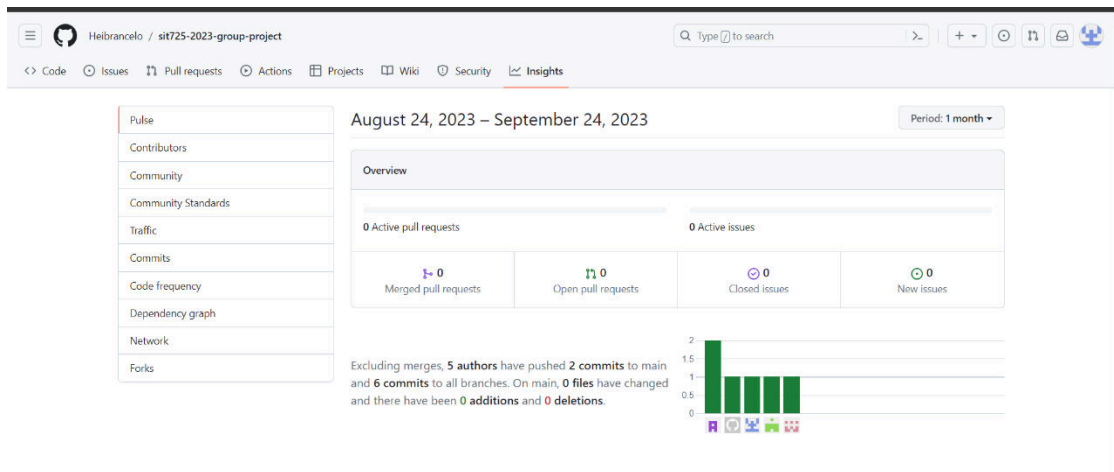 Heibrancelo / sit725-2023-group-project
Type / to search
Code
Issues
Pull requests
Actions
Projects
Wiki
Security
Insights
Pulse
Contributors
Community
Community Standards
Traffic
Commits
Code frequency
Dependency graph
Network
Forks
August 24, 2023 – September 24, 2023
Period: 1 month
Overview
0 Active pull requests
0 Active issues
0
Merged pull requests
0
Open pull requests
0
Closed issues
0
New issues
Excluding merges, 5 authors have pushed 2 commits to main
and 6 commits to all branches. On main, 0 files have changed
and there have been 0 additions and 0 deletions.
2
1.5
1
0.5
0